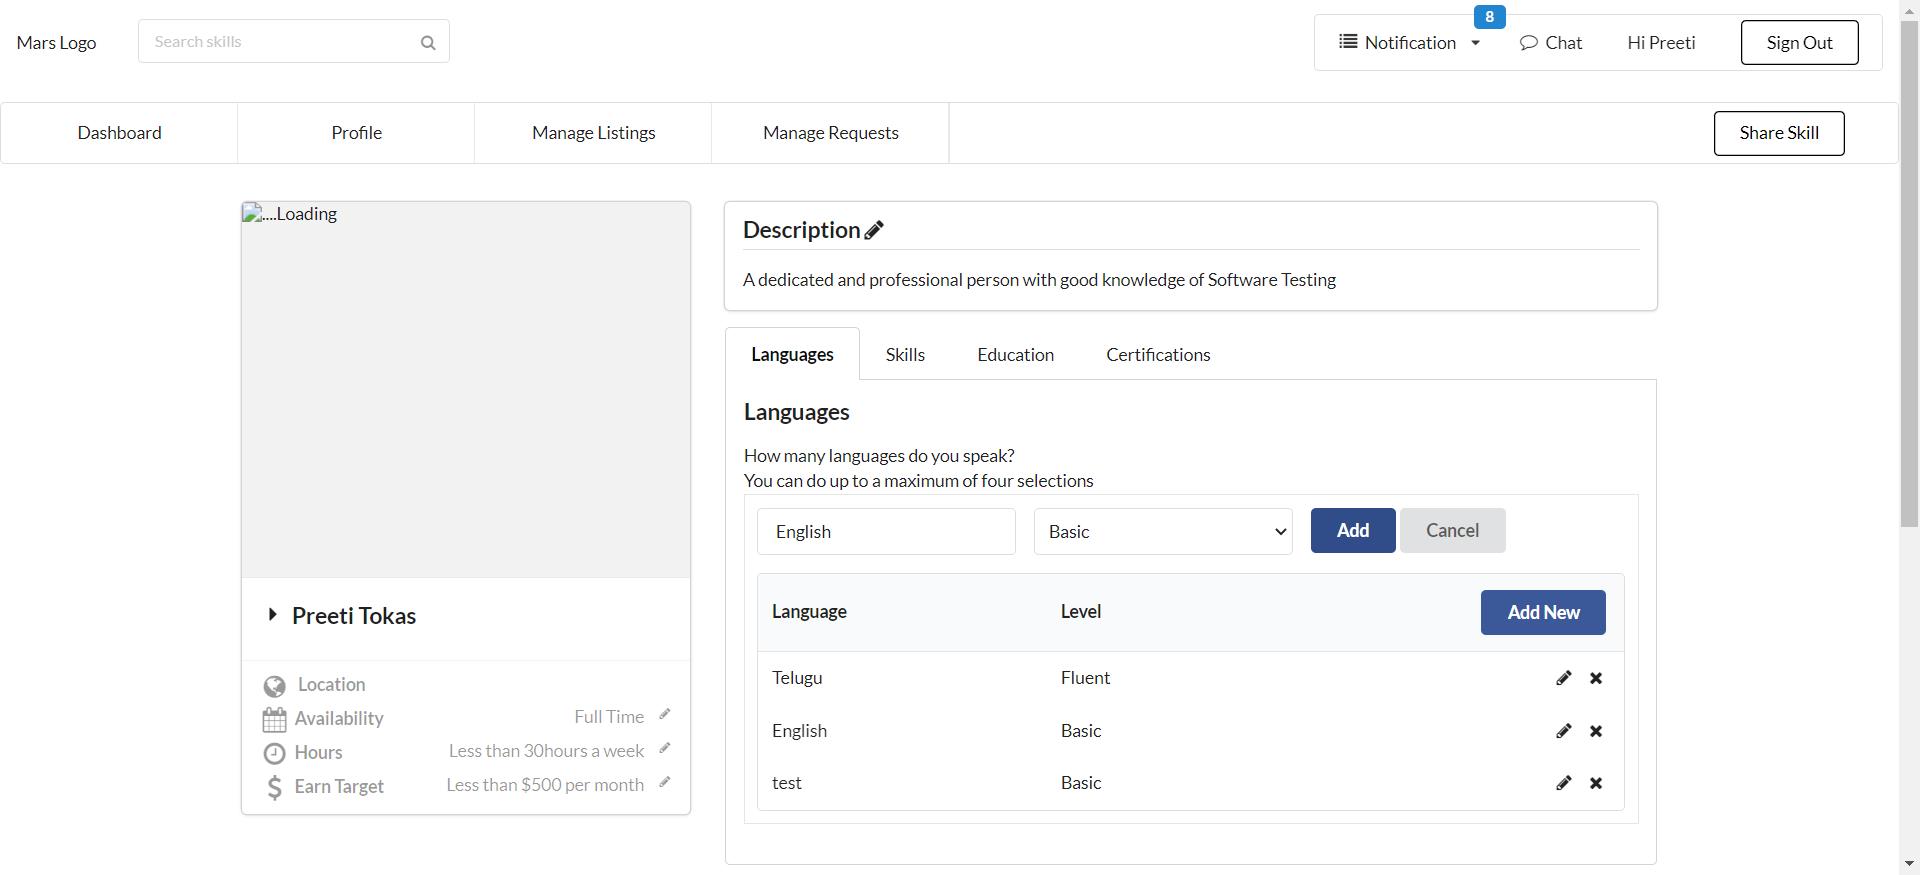 Mars Logo
Search skills
8
Notification
Chat
Hi Preeti
Sign Out
Dashboard
Profile
Manage Listings
Manage Requests
Share Skill
....Loading
Preeti Tokas
Location
Availability
Full Time
Hours
Less than 30hours a week
Earn Target
Less than $500 per month
Description
A dedicated and professional person with good knowledge of Software Testing
Languages
Skills
Education
Certifications
Languages
How many languages do you speak?
You can do up to a maximum of four selections
English
Basic
Add
Cancel
Language
Level
Add New
Telugu
Fluent
English
Basic
test
Basic